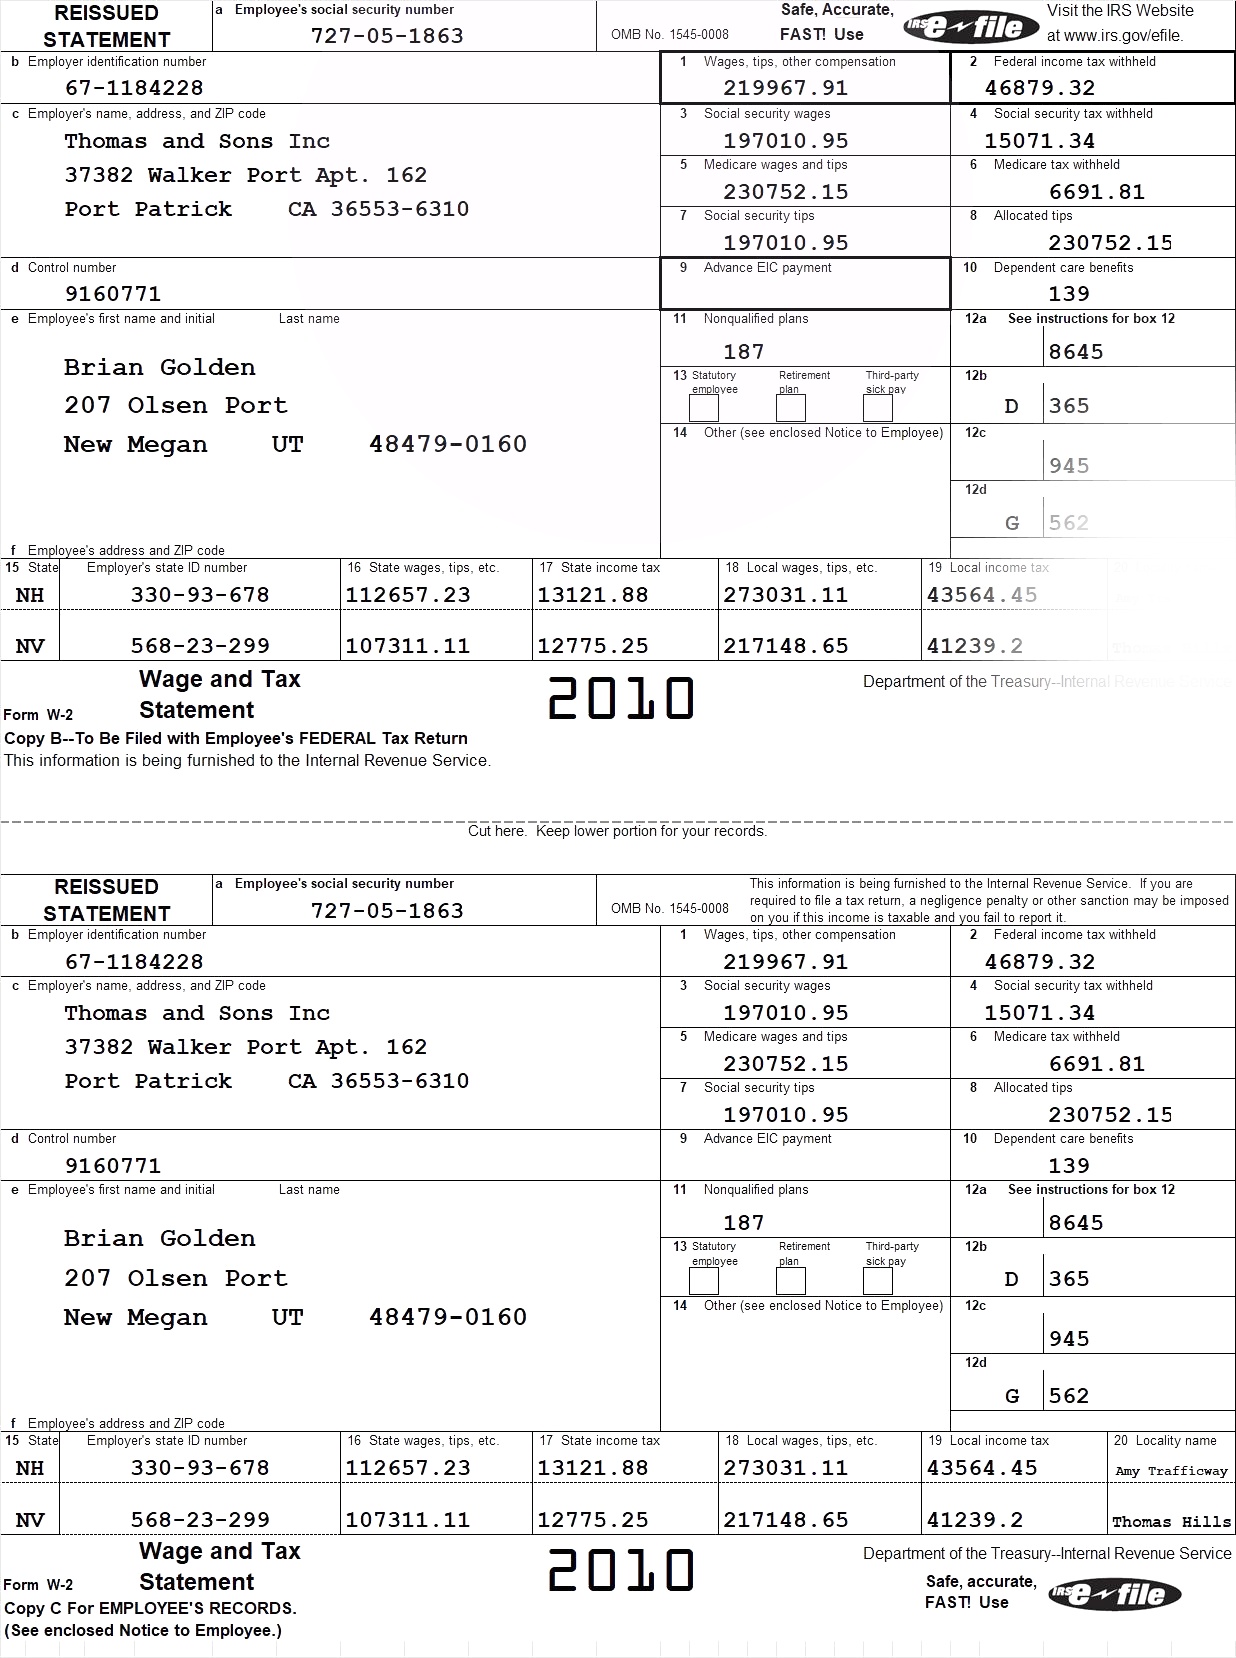 REISSUED STATEMENT
a Employee's social security number
727-05-1863
OMB No. 1545-0008
Safe, Accurate, FAST! Use
IRS e-file
Visit the IRS Website at www.irs.gov/efile.
b Employer identification number
67-1184228
1 Wages, tips, other compensation
219967.91
2 Federal income tax withheld
46879.32
c Employer's name, address, and ZIP code
Thomas and Sons Inc
37382 Walker Port Apt. 162
Port Patrick CA 36553-6310
3 Social security wages
197010.95
4 Social security tax withheld
15071.34
5 Medicare wages and tips
230752.15
6 Medicare tax withheld
6691.81
7 Social security tips
197010.95
8 Allocated tips
230752.15
d Control number
9160771
9 Advance EIC payment
10 Dependent care benefits
139
e Employee's first name and initial Last name
Brian Golden
207 Olsen Port
New Megan UT 48479-0160
11 Nonqualified plans
187
12a See instructions for box 12
8645
13 Statutory employee
Retirement plan
Third-party sick pay
12b
D 365
14 Other (see enclosed Notice to Employee)
12c
945
12d
G 562
f Employee's address and ZIP code
15 State Employer's state ID number 16 State wages, tips, etc. 17 State income tax 18 Local wages, tips, etc. 19 Local income tax
NH 330-93-678 112657.23 13121.88 273031.11 43564.45
NV 568-23-299 107311.11 12775.25 217148.65 41239.2
Wage and Tax
Statement
Form W-2
2010
Department of the Treasury--Internal Revenue Service
Copy B--To Be Filed with Employee's FEDERAL Tax Return
This information is being furnished to the Internal Revenue Service.
Cut here. Keep lower portion for your records.
REISSUED STATEMENT
a Employee's social security number
727-05-1863
OMB No. 1545-0008
This information is being furnished to the Internal Revenue Service. If you are
required to file a tax return, a negligence penalty or other sanction may be imposed
on you if this income is taxable and you fail to report it.
b Employer identification number
67-1184228
1 Wages, tips, other compensation
219967.91
2 Federal income tax withheld
46879.32
c Employer's name, address, and ZIP code
Thomas and Sons Inc
37382 Walker Port Apt. 162
Port Patrick CA 36553-6310
3 Social security wages
197010.95
4 Social security tax withheld
15071.34
5 Medicare wages and tips
230752.15
6 Medicare tax withheld
6691.81
7 Social security tips
197010.95
8 Allocated tips
230752.15
d Control number
9160771
9 Advance EIC payment
10 Dependent care benefits
139
e Employee's first name and initial Last name
Brian Golden
207 Olsen Port
New Megan UT 48479-0160
11 Nonqualified plans
187
12a See instructions for box 12
8645
13 Statutory employee
Retirement plan
Third-party sick pay
12b
D 365
14 Other (see enclosed Notice to Employee)
12c
945
12d
G 562
f Employee's address and ZIP code
15 State Employer's state ID number 16 State wages, tips, etc. 17 State income tax 18 Local wages, tips, etc. 19 Local income tax 20 Locality name
NH 330-93-678 112657.23 13121.88 273031.11 43564.45 Amy Trafficway
NV 568-23-299 107311.11 12775.25 217148.65 41239.2 Thomas Hills
Wage and Tax
Statement
Form W-2
2010
Department of the Treasury--Internal Revenue Service
Safe, accurate,
FAST! Use
IRS e-file
Copy C For EMPLOYEE'S RECORDS.
(See enclosed Notice to Employee.)